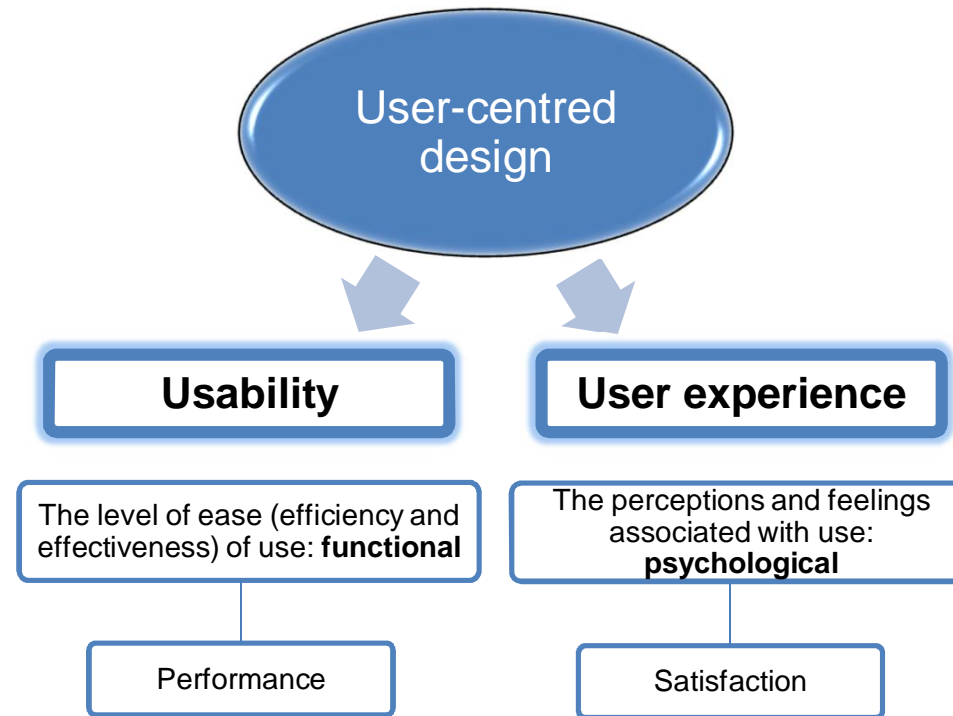 User-centred
design
Usability
User experience
The level of ease (efficiency and
effectiveness) of use: functional
The perceptions and feelings
associated with use:
psychological
Performance
Satisfaction